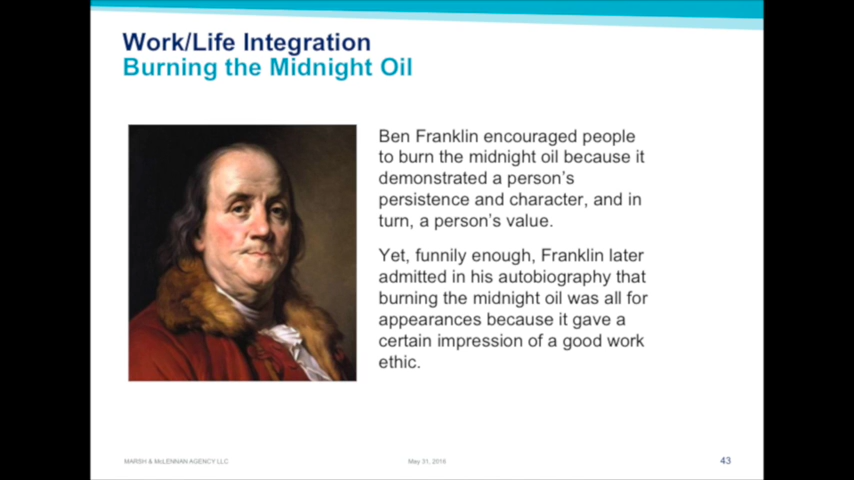 Work/Life Integration
Burning the Midnight Oil
Ben Franklin encouraged people
to burn the midnight oil because it
demonstrated a person's
persistence and character, and in
turn, a person's value.
Yet, funnily enough, Franklin later
admitted in his autobiography that
burning the midnight oil was all for
appearances because it gave a
certain impression of a good work
ethic.
MARSH & McLENNAN AGENCY LLC
May 31, 2016
43